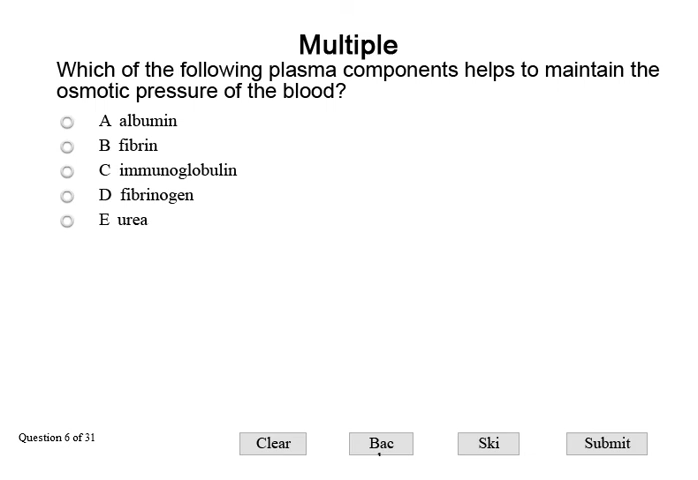 Multiple
Which of the following plasma components helps to maintain the
osmotic pressure of the blood?
A albumin
B fibrin
C immunoglobulin
D fibrinogen
E urea
Question 6 of 31
Clear
Bac
Ski
Submit